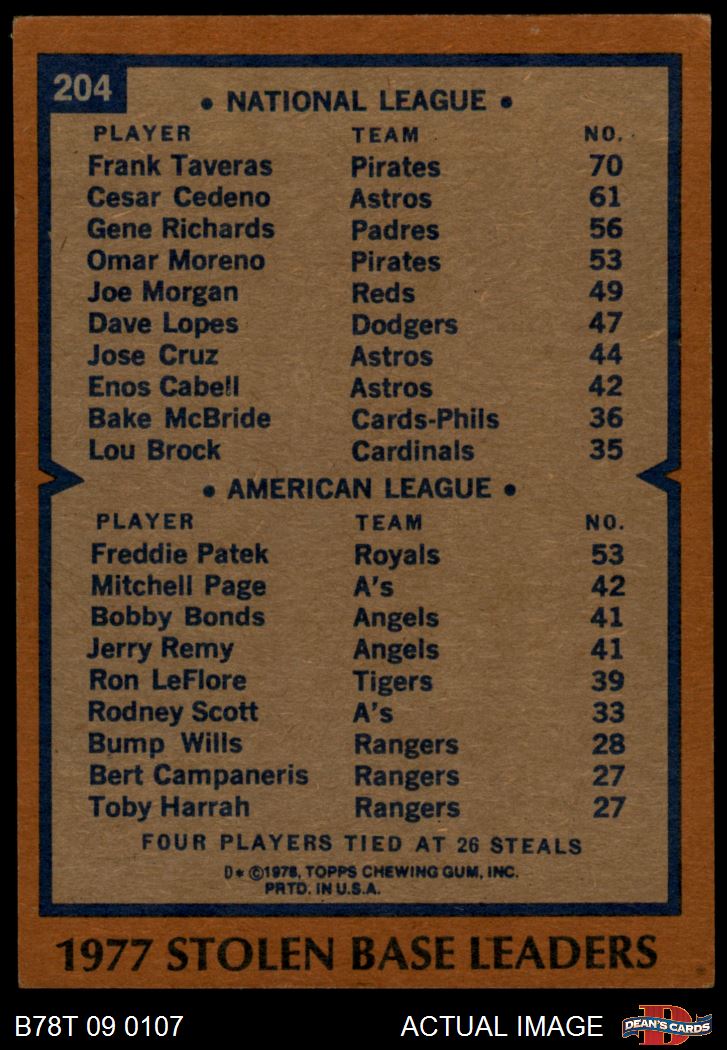 204
• NATIONAL LEAGUE •
PLAYER TEAM NO.
Frank Taveras Pirates 70
Cesar Cedeno Astros 61
Gene Richards Padres 56
Omar Moreno Pirates 53
Joe Morgan Reds 49
Dave Lopes Dodgers 47
Jose Cruz Astros 44
Enos Cabell Astros 42
Bake McBride Cards-Phils 36
Lou Brock Cardinals 35
• AMERICAN LEAGUE •
PLAYER TEAM NO.
Freddie Patek Royals 53
Mitchell Page A's 42
Bobby Bonds Angels 41
Jerry Remy Angels 41
Ron LeFlore Tigers 39
Rodney Scott A's 33
Bump Wills Rangers 28
Bert Campaneris Rangers 27
Toby Harrah Rangers 27
FOUR PLAYERS TIED AT 26 STEALS
D* ©1978, TOPPS CHEWING GUM, INC.
PRTD. IN U.S.A.
1977 STOLEN BASE LEADERS
B78T 09 0107 ACTUAL IMAGE D DEAN'S CARDS